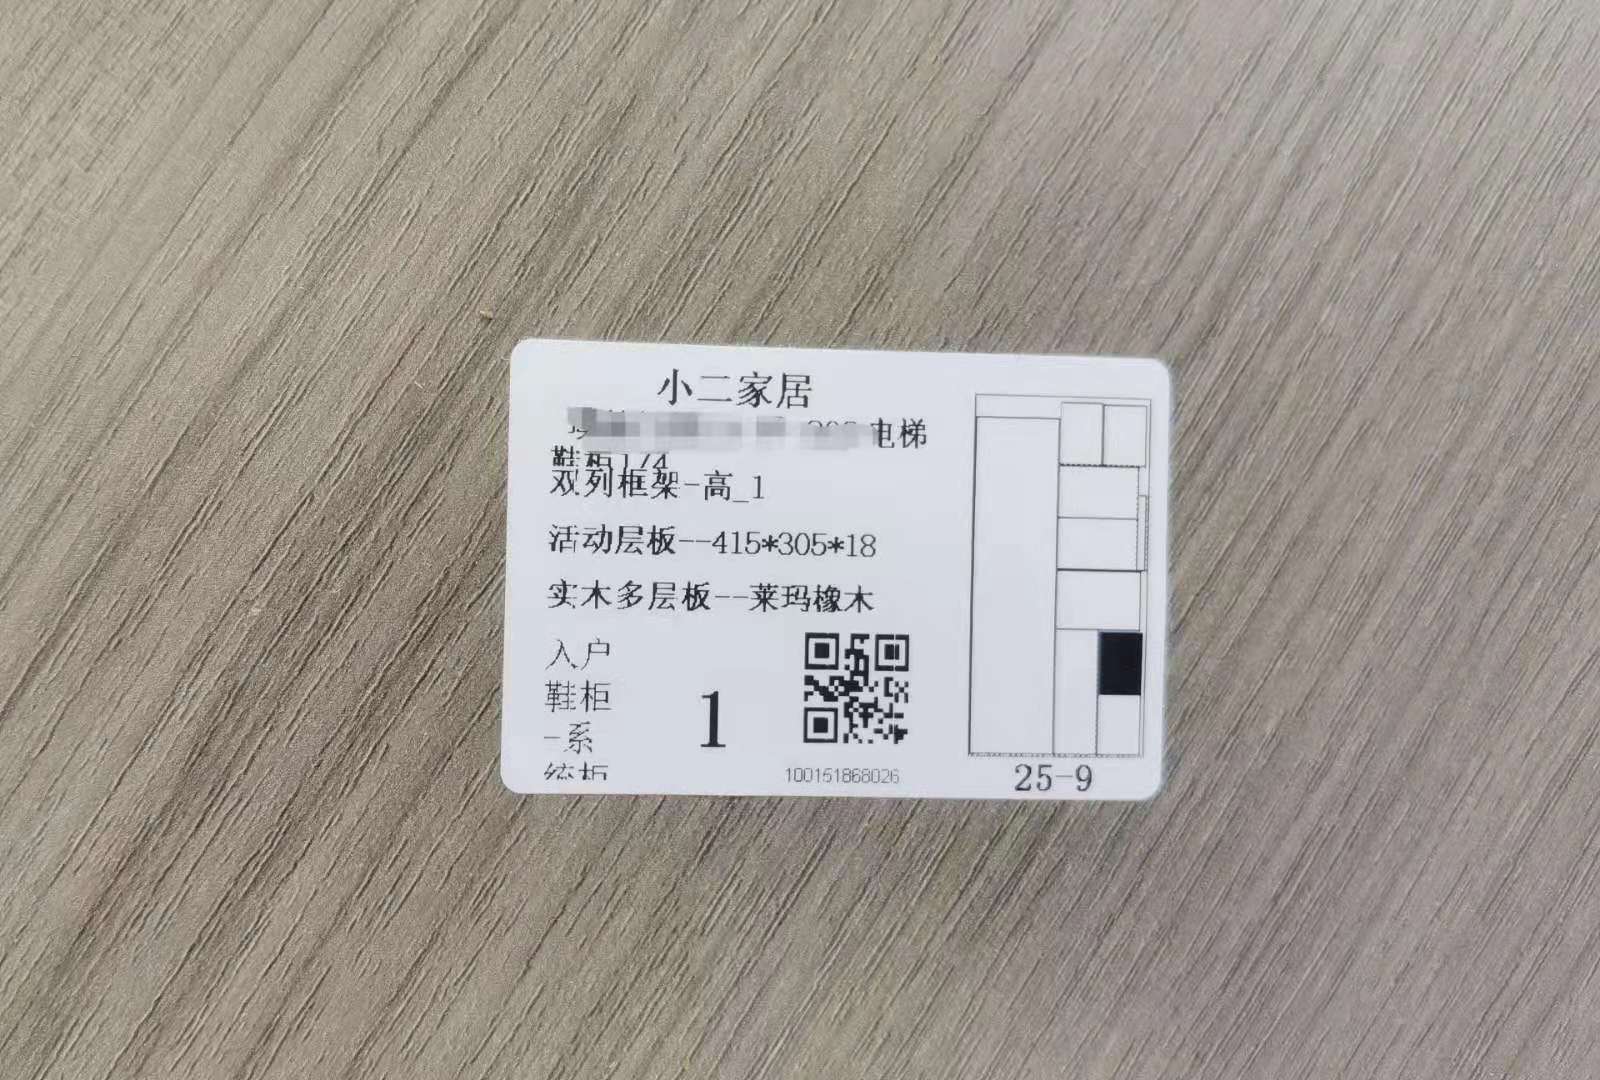 小二家居
电梯
鞋柜174
双列框架-高_1
活动层板--415*305*18
实木多层板--莱玛橡木
入户
鞋柜
-系
统柜
1
100151868026
25-9